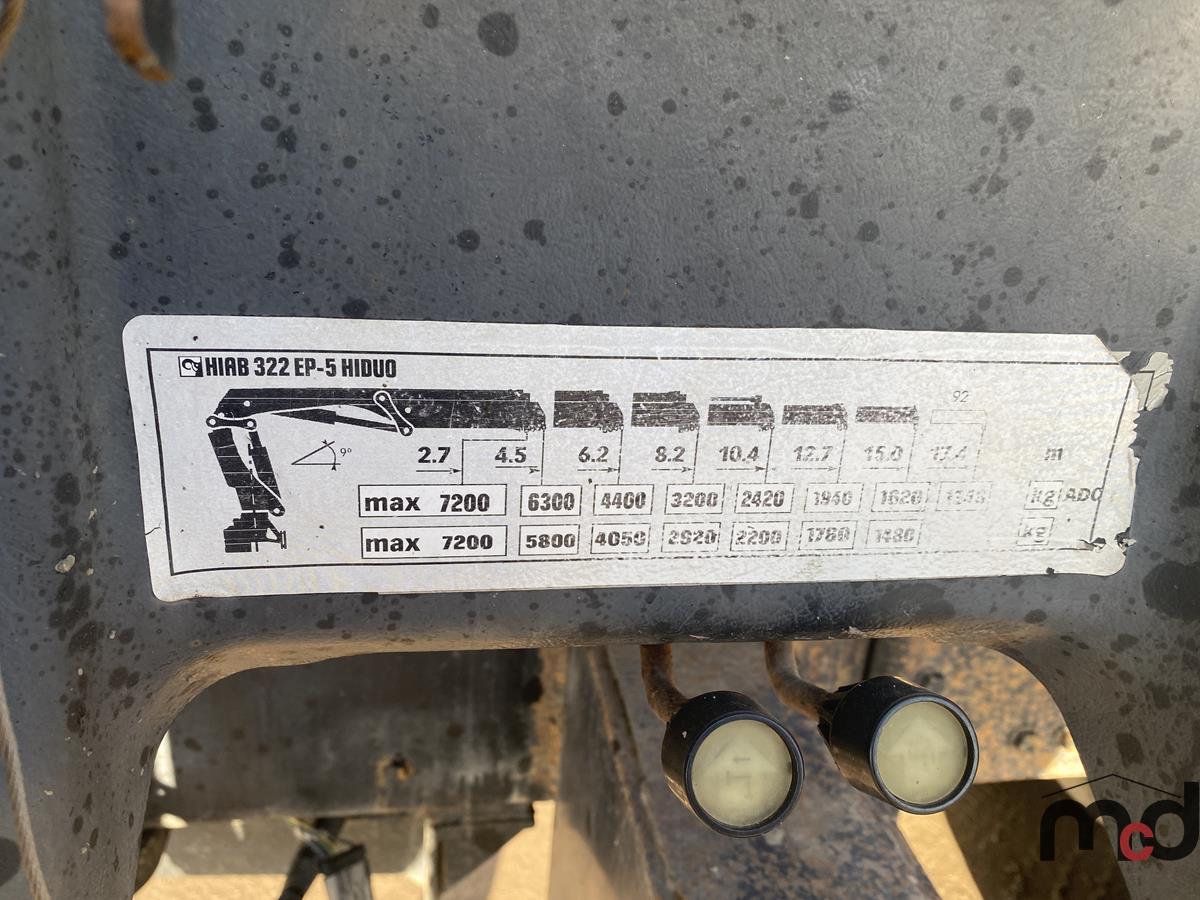 HIAB 322 EP-5 HIDUO
92
9°
2.7 4.5 6.2 8.2 10.4 12.7 15.0 17.4 m
max 7200 6300 4400 3200 2420 1940 1620 kg ADC
max 7200 5800 4050 2920 2200 1760 1480 kg
mcd